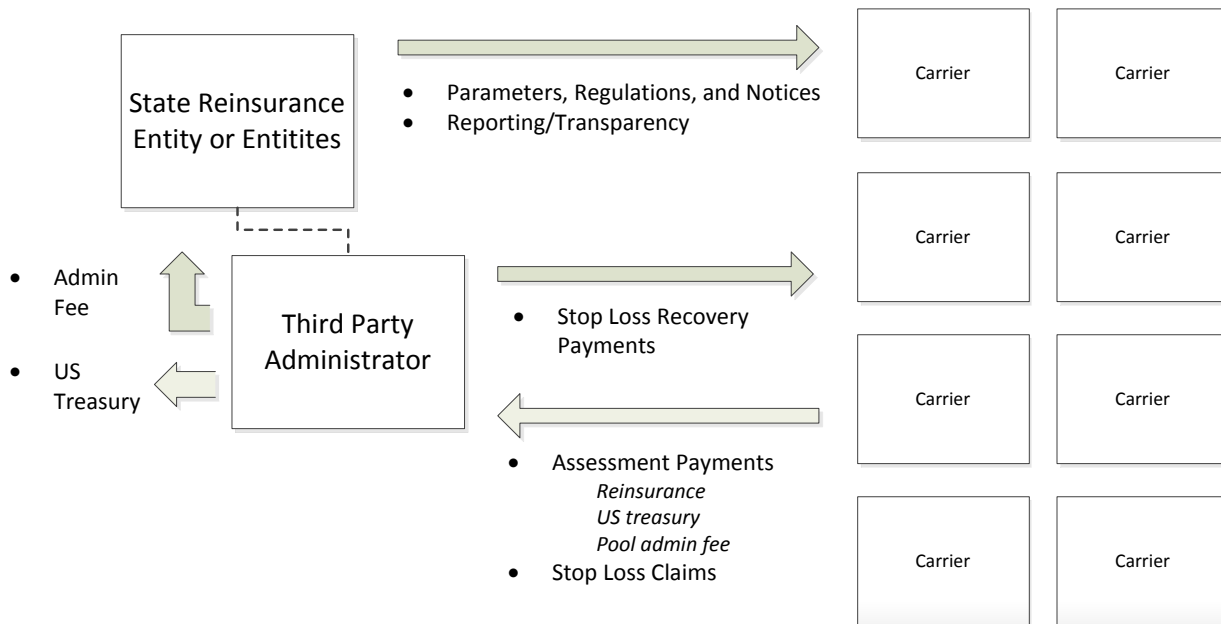 State Reinsurance
Entity or Entitites
• Parameters, Regulations, and Notices
• Reporting/Transparency
Carrier
Carrier
Carrier
Carrier
• Admin
Fee
• US
Treasury
Third Party
Administrator
• Stop Loss Recovery
Payments
Carrier
Carrier
• Assessment Payments
Reinsurance
US treasury
Pool admin fee
• Stop Loss Claims
Carrier
Carrier